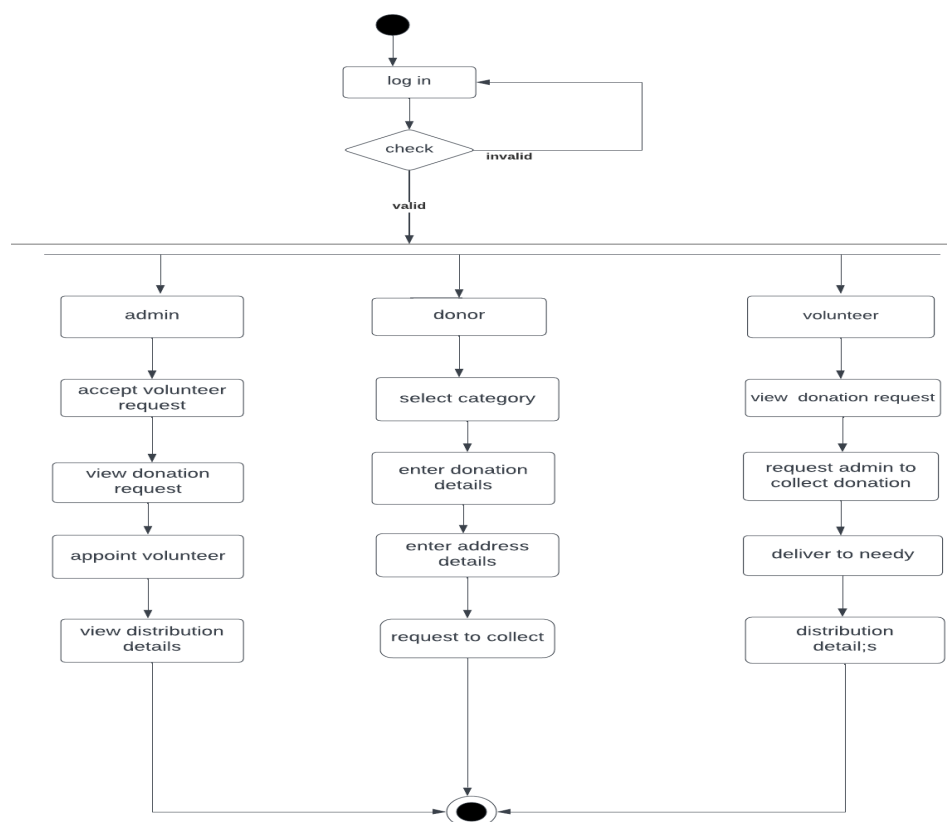 log in
check
invalid
valid
admin
donor
volunteer
accept volunteer
request
select category
view donation request
view donation
request
enter donation
details
request admin to
collect donation
appoint volunteer
enter address
details
deliver to needy
view distribution
details
request to collect
distribution
detail;s